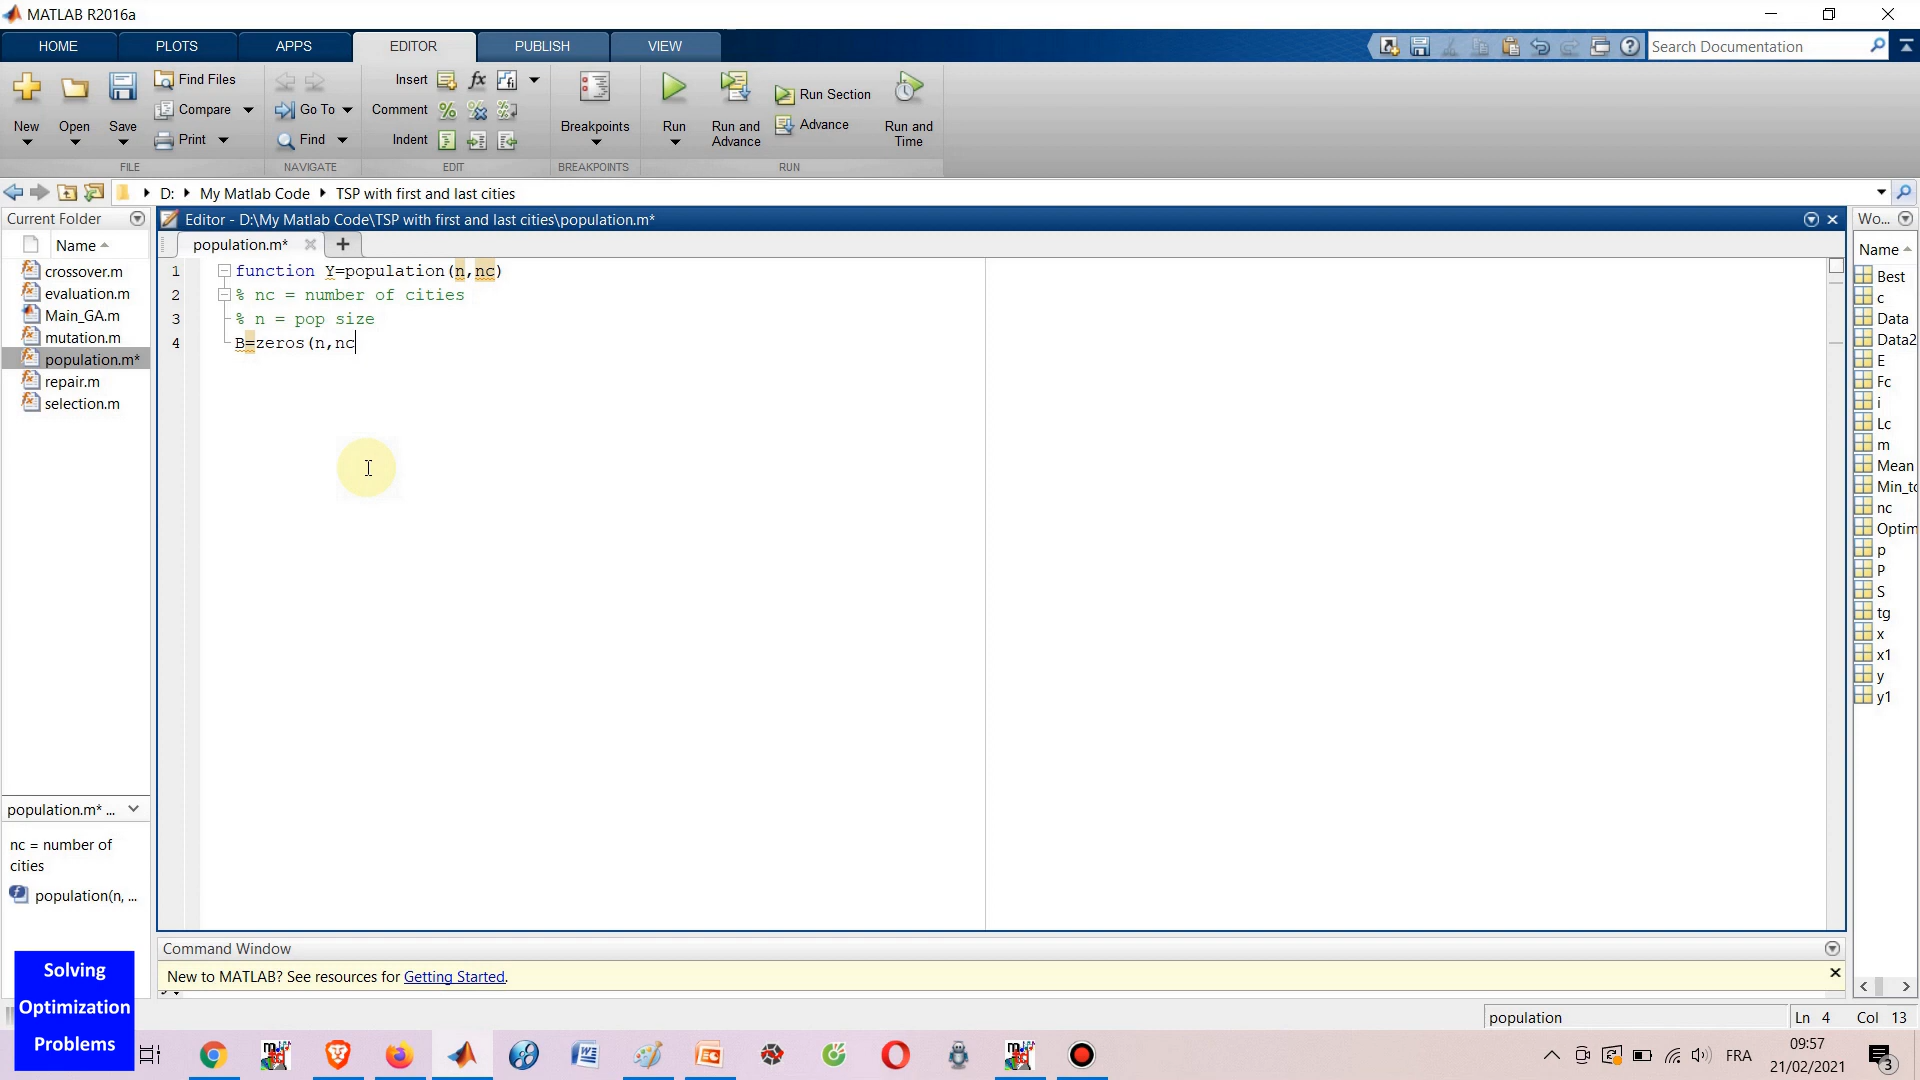 MATLAB R2016a
HOME PLOTS APPS EDITOR PUBLISH VIEW
Search Documentation
Find Files
Compare
Print
New Open Save
FILE
Go To
Find
NAVIGATE
Insert
Comment
Indent
EDIT
Breakpoints
BREAKPOINTS
Run
Run and Advance
Run Section
Advance
Run and Time
RUN
D: My Matlab Code TSP with first and last cities
Current Folder
Name
crossover.m
evaluation.m
Main_GA.m
mutation.m
population.m*
repair.m
selection.m
population.m* ...
nc = number of
cities
population(n, ...
Editor - D:\My Matlab Code\TSP with first and last cities\population.m*
population.m*
1 function Y=population(n,nc)
2 % nc = number of cities
3 % n = pop size
4 B=zeros(n,nc
Wo...
Name
Best
c
Data
Data2
E
Fc
i
Lc
m
Mean
nc
Optim
p
P
S
tg
x
x1
y
y1
Command Window
New to MATLAB? See resources for Getting Started.
population
Ln 4 Col 13
Solving
Optimization
Problems
FRA
09:57
21/02/2021
3